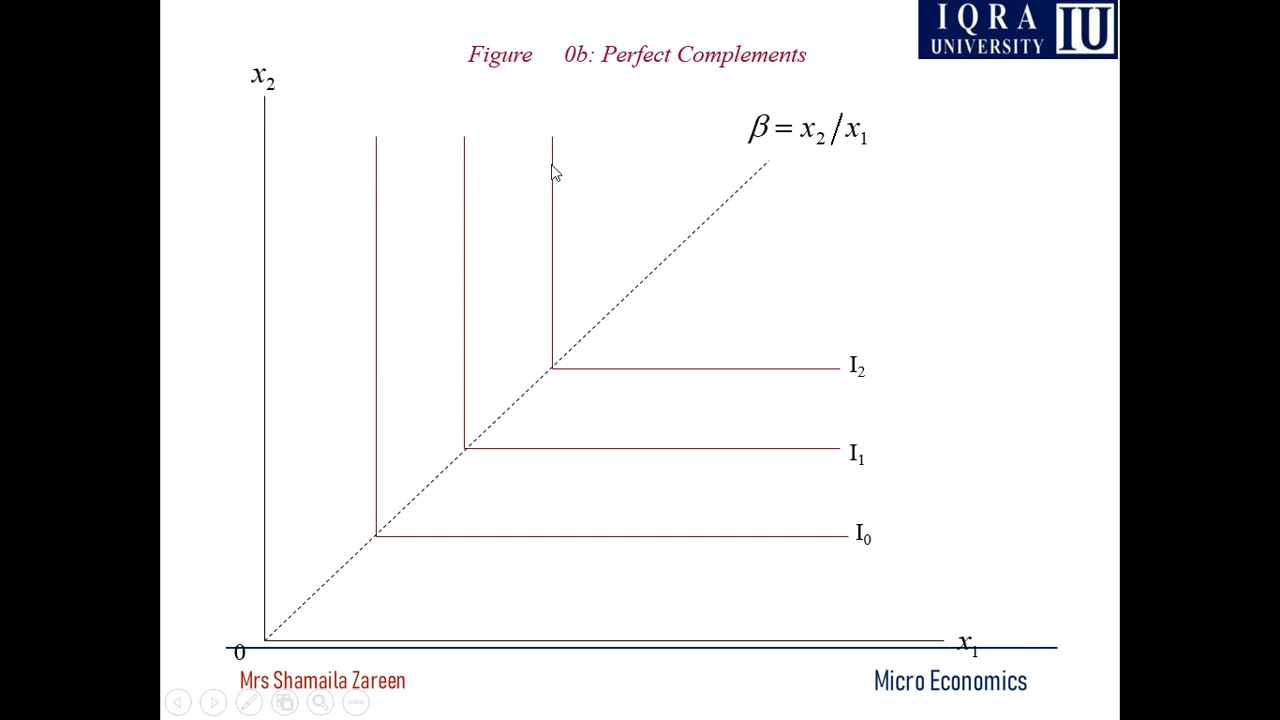 IQRA
UNIVERSITY IU
Figure 0b: Perfect Complements
x₂
β = x₂/x₁
I₂
I₁
I₀
0
x₁
Mrs Shamaila Zareen
Micro Economics